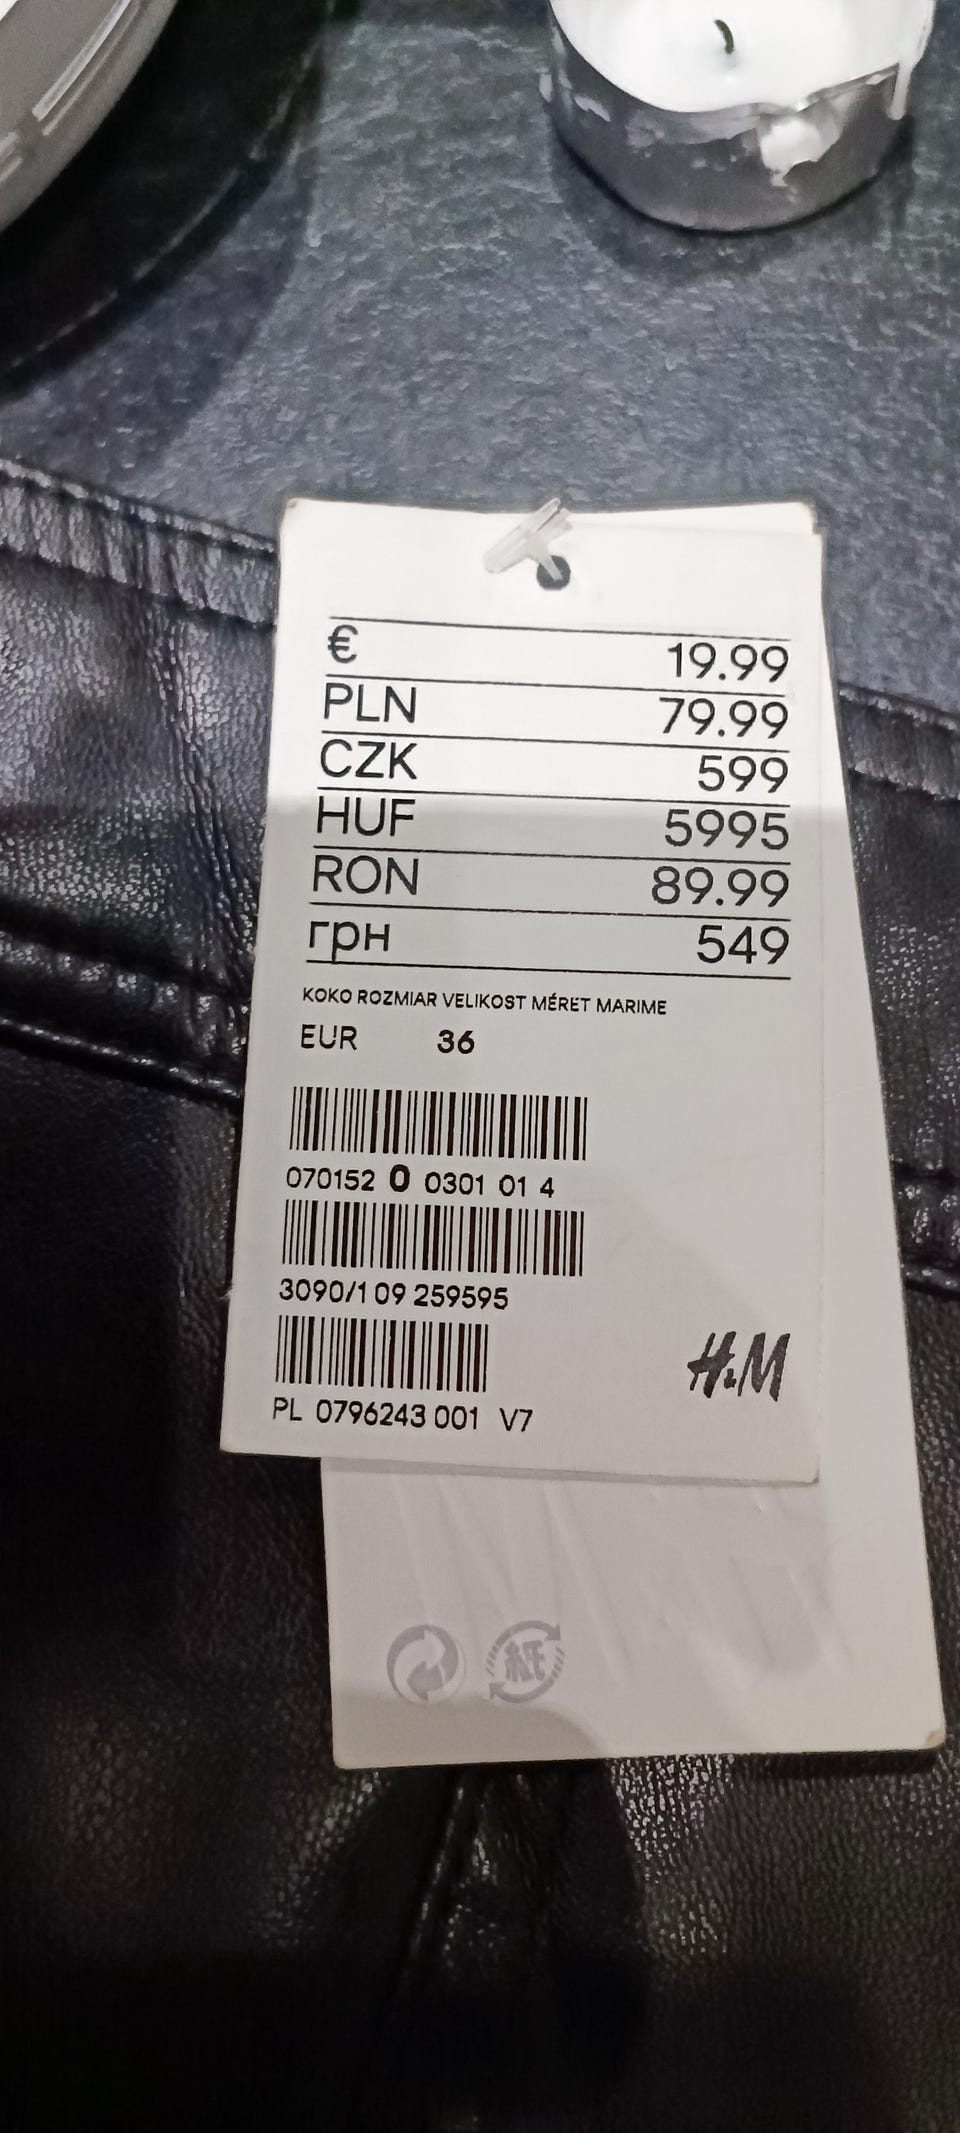 € 19.99
PLN 79.99
CZK 599
HUF 5995
RON 89.99
грн 549
KOKO ROZMIAR VELIKOST MÉRET MARIME
EUR 36
070152 0 0301 01 4
3090/1 09 259595
H&M
PL 0796243 001 V7
紙